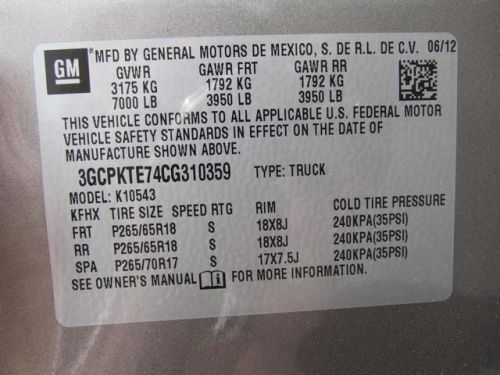 GM *MFD BY GENERAL MOTORS DE MEXICO, S. DE R.L. DE C.V. 06/12
GVWR GAWR FRT GAWR RR
3175 KG 1792 KG 1792 KG
7000 LB 3950 LB 3950 LB
THIS VEHICLE CONFORMS TO ALL APPLICABLE U.S. FEDERAL MOTOR
VEHICLE SAFETY STANDARDS IN EFFECT ON THE DATE OF
MANUFACTURE SHOWN ABOVE.
3GCPKTE74CG310359 TYPE: TRUCK
MODEL: K10543
KFHX TIRE SIZE SPEED RTG RIM COLD TIRE PRESSURE
FRT P265/65R18 S 18X8J 240KPA(35PSI)
RR P265/65R18 S 18X8J 240KPA(35PSI)
SPA P265/70R17 S 17X7.5J 240KPA(35PSI)
SEE OWNER'S MANUAL FOR MORE INFORMATION.